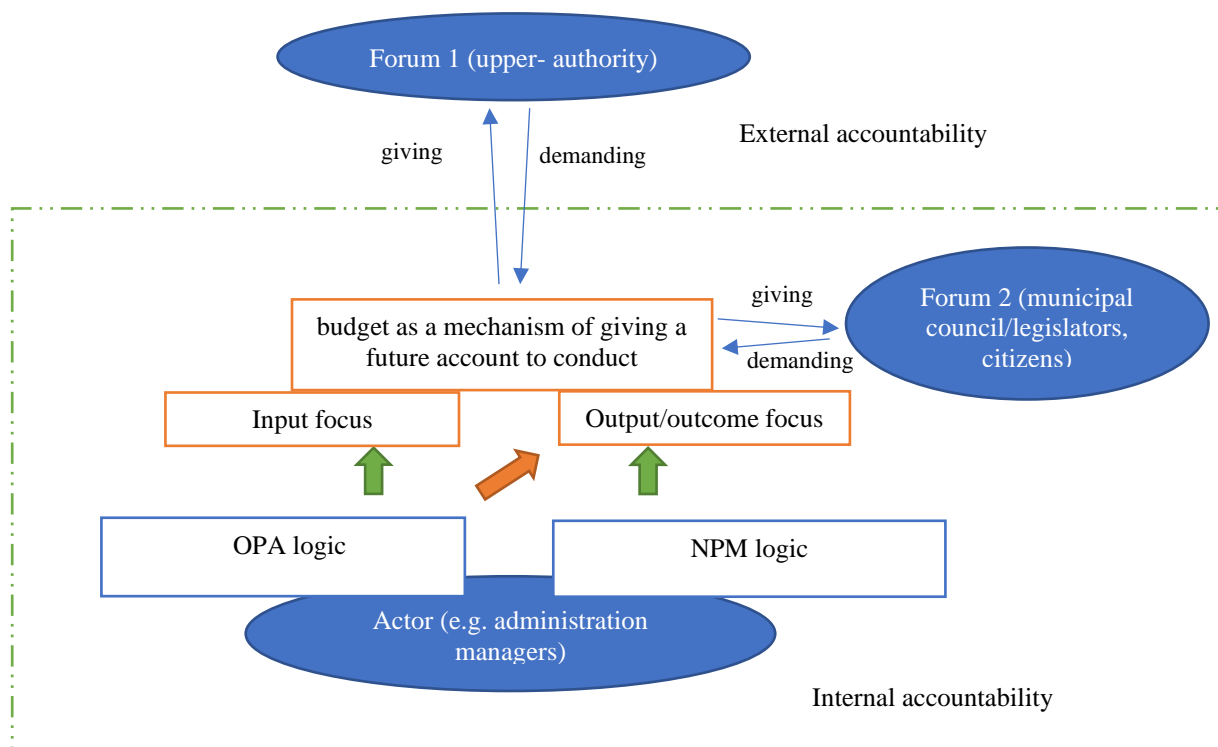 Forum 1 (upper- authority)
External accountability
giving
demanding
budget as a mechanism of giving a
future account to conduct
giving
demanding
Forum 2 (municipal
council/legislators,
citizens)
Input focus
Output/outcome focus
OPA logic
NPM logic
Actor (e.g. administration
managers)
Internal accountability